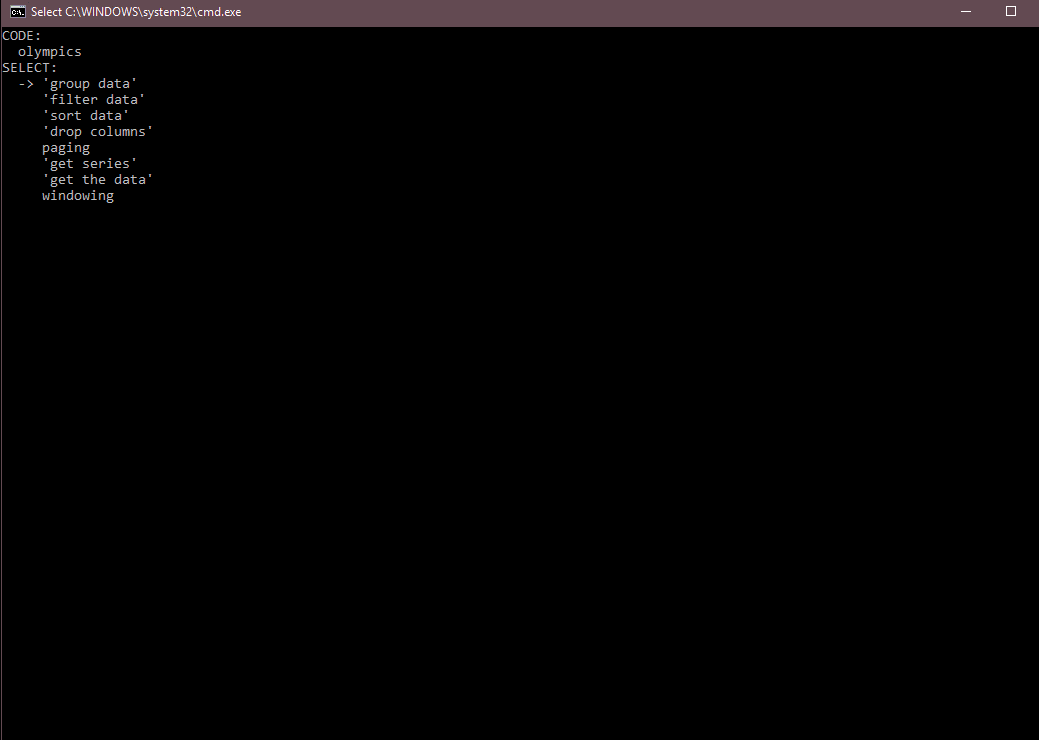 Select C:\WINDOWS\system32\cmd.exe
CODE:
olympics
SELECT:
-> 'group data'
'filter data'
'sort data'
'drop columns'
paging
'get series'
'get the data'
windowing